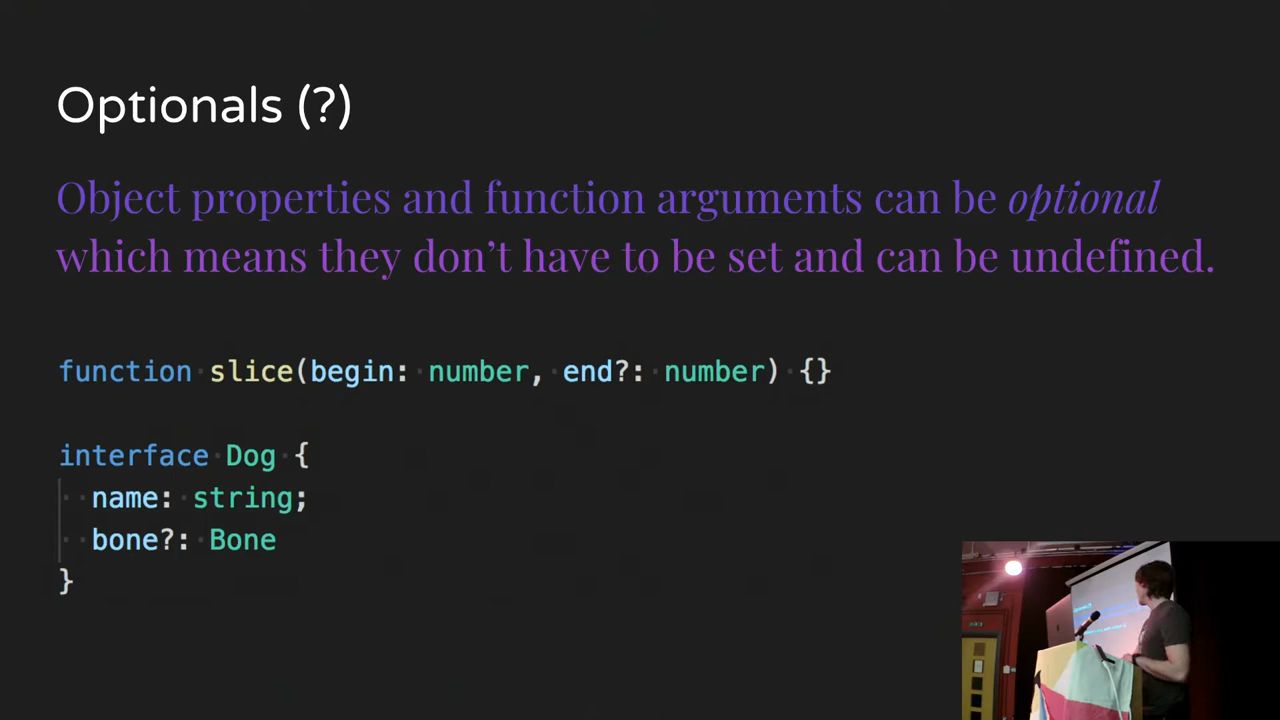 Optionals (?)
Object properties and function arguments can be optional
which means they don’t have to be set and can be undefined.
function slice(begin: number, end?: number) {}
interface Dog {
name: string;
bone?: Bone
}